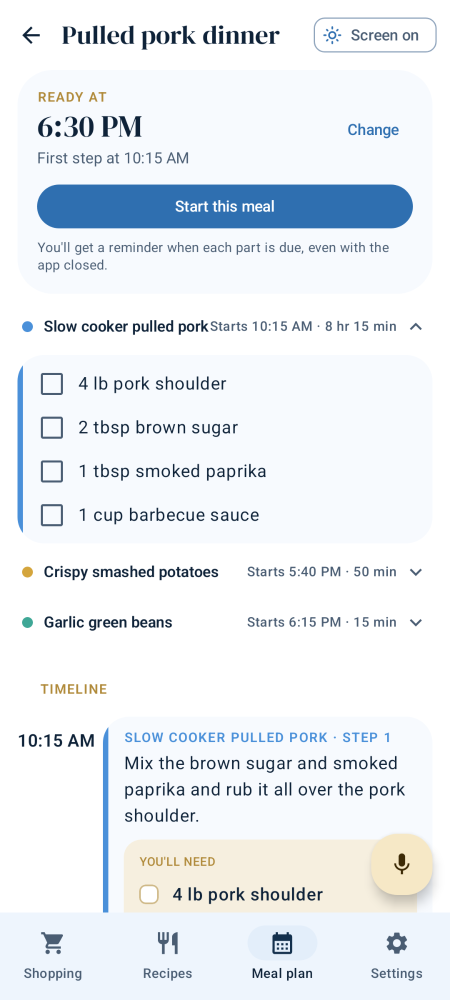 Pulled pork dinner
Screen on
READY AT
6:30 PM
Change
First step at 10:15 AM
Start this meal
You'll get a reminder when each part is due, even with the
app closed.
Slow cooker pulled pork Starts 10:15 AM · 8 hr 15 min
4 lb pork shoulder
2 tbsp brown sugar
1 tbsp smoked paprika
1 cup barbecue sauce
Crispy smashed potatoes Starts 5:40 PM · 50 min
Garlic green beans Starts 6:15 PM · 15 min
TIMELINE
10:15 AM
SLOW COOKER PULLED PORK · STEP 1
Mix the brown sugar and smoked
paprika and rub it all over the pork
shoulder.
YOU'LL NEED
4 lb pork shoulder
Shopping Recipes Meal plan Settings